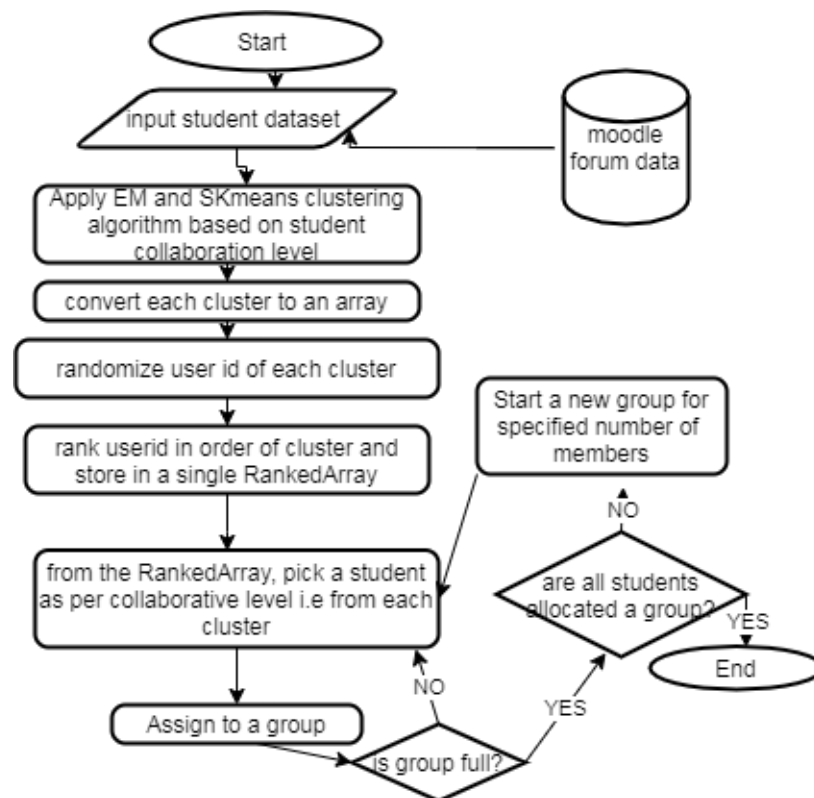 Start
input student dataset
moodle
forum data
Apply EM and SKmeans clustering
algorithm based on student
collaboration level
convert each cluster to an array
randomize user id of each cluster
rank userid in order of cluster and
store in a single RankedArray
Start a new group for
specified number of
members
from the RankedArray, pick a student
as per collaborative level i.e from each
cluster
NO
are all students
allocated a group?
YES
End
Assign to a group
NO
is group full?
YES